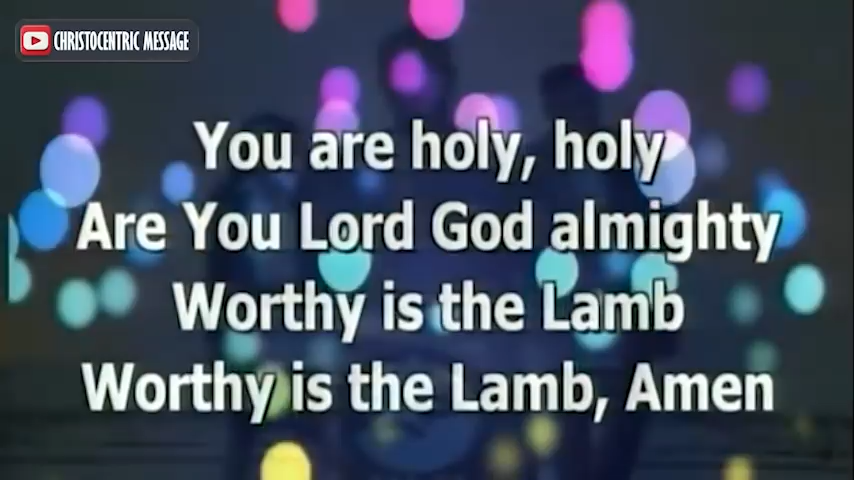 CHRISTOCENTRIC MESSAGE
You are holy, holy
Are You Lord God almighty
Worthy is the Lamb
Worthy is the Lamb, Amen